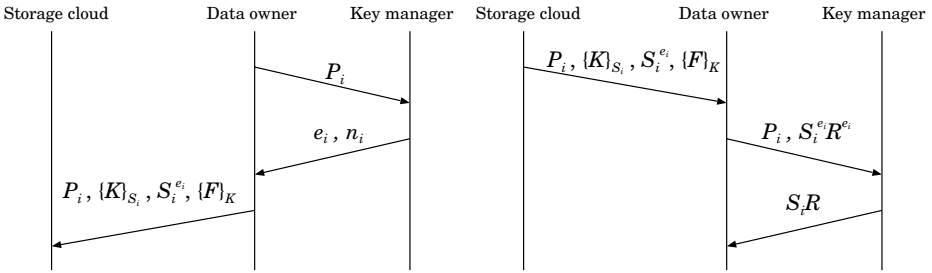 Storage cloud Data owner Key manager Storage cloud Data owner Key manager
P_i
e_i , n_i
P_i , {K}_{S_i} , S_i^{e_i}, {F}_K
P_i , {K}_{S_i} , S_i^{e_i}, {F}_K
P_i , S_i^{e_i} R^{e_i}
S_i R